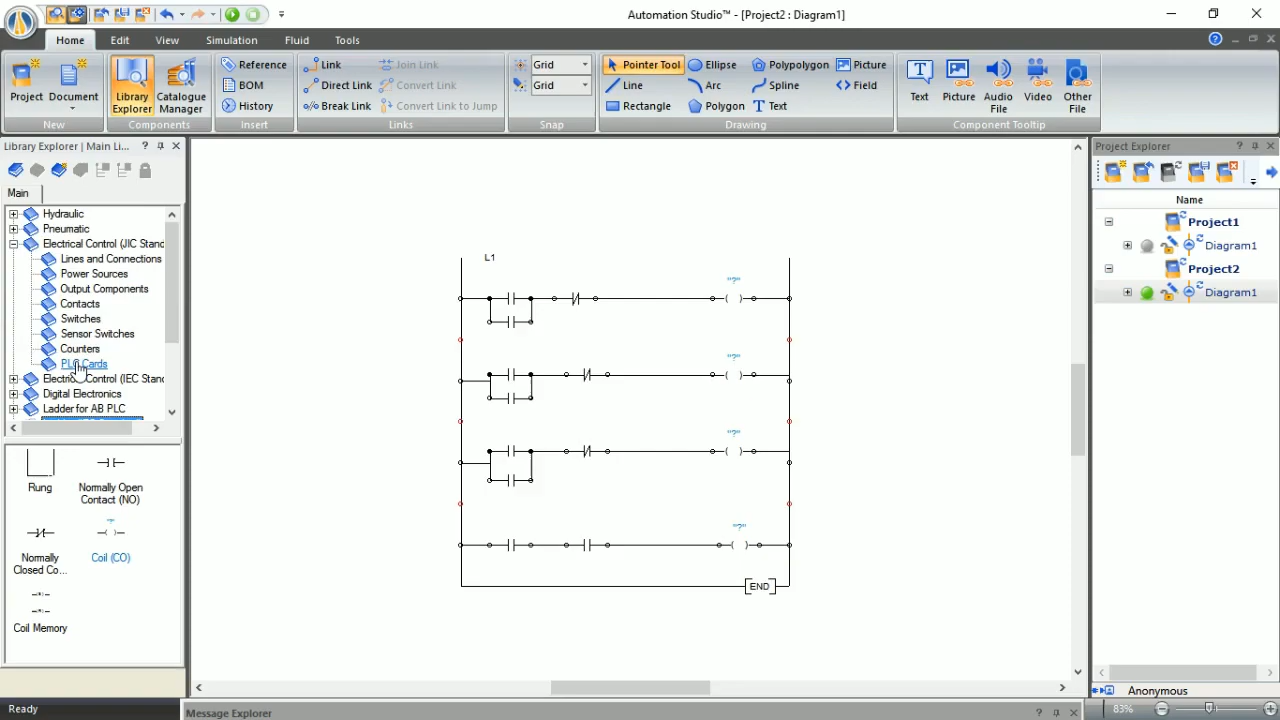 Automation Studio™ - [Project2 : Diagram1]
Home Edit View Simulation Fluid Tools
Project
Document
Library
Explorer
Catalogue
Manager
Reference
BOM
History
Link
Direct Link
Break Link
Join Link
Convert Link
Convert Link to Jump
Grid
Grid
Pointer Tool
Line
Rectangle
Ellipse
Arc
Polygon
Polypolygon
Spline
Text
Picture
Field
Text
Picture
Audio
File
Video
Other
File
New
Components
Insert
Links
Snap
Drawing
Component Tooltip
Library Explorer | Main Li...
Main
Hydraulic
Pneumatic
Electrical Control (JIC Stand
Lines and Connections
Power Sources
Output Components
Contacts
Switches
Sensor Switches
Counters
PLC Cards
Electrical Control (IEC Stand
Digital Electronics
Ladder for AB PLC
Rung
Normally Open
Contact (NO)
Normally
Closed Co...
"?"
Coil (CO)
Coil Memory
L1
"?"
"?"
"?"
"?"
END
Project Explorer
Name
Project1
Diagram1
Project2
Diagram1
Anonymous
Ready
Message Explorer
83%